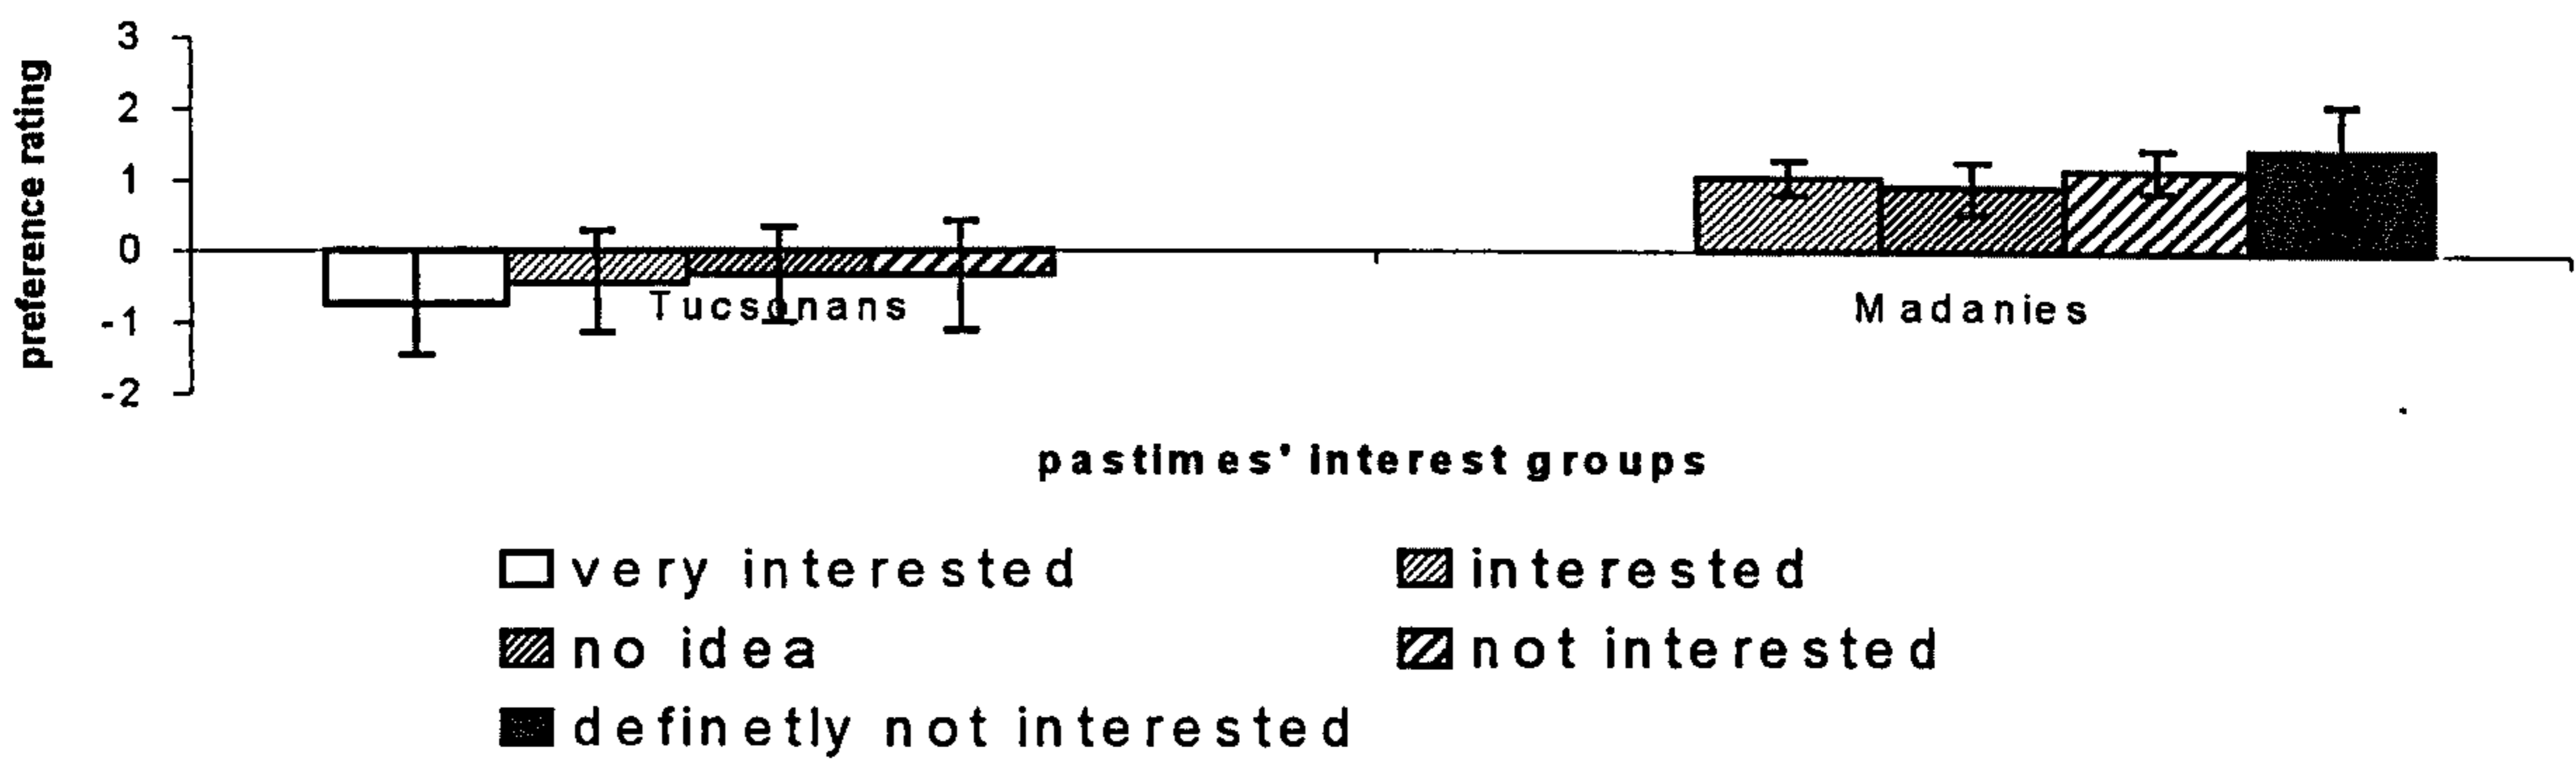 preference rating
3
2
1
0
-1
-2
Tucsonans
Madanies
pastimes' interest groups
very interested
interested
no idea
not interested
definetly not interested